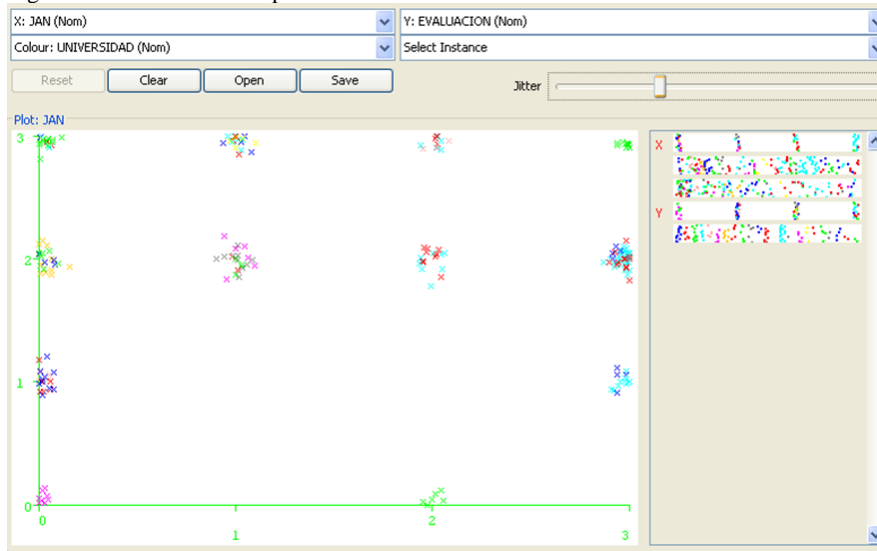 X: JAN (Nom) Y: EVALUACION (Nom)
Colour: UNIVERSIDAD (Nom) Select Instance
Reset Clear Open Save Jitter
Plot: JAN
3 X
Y
2
1
0
0 2
1 3